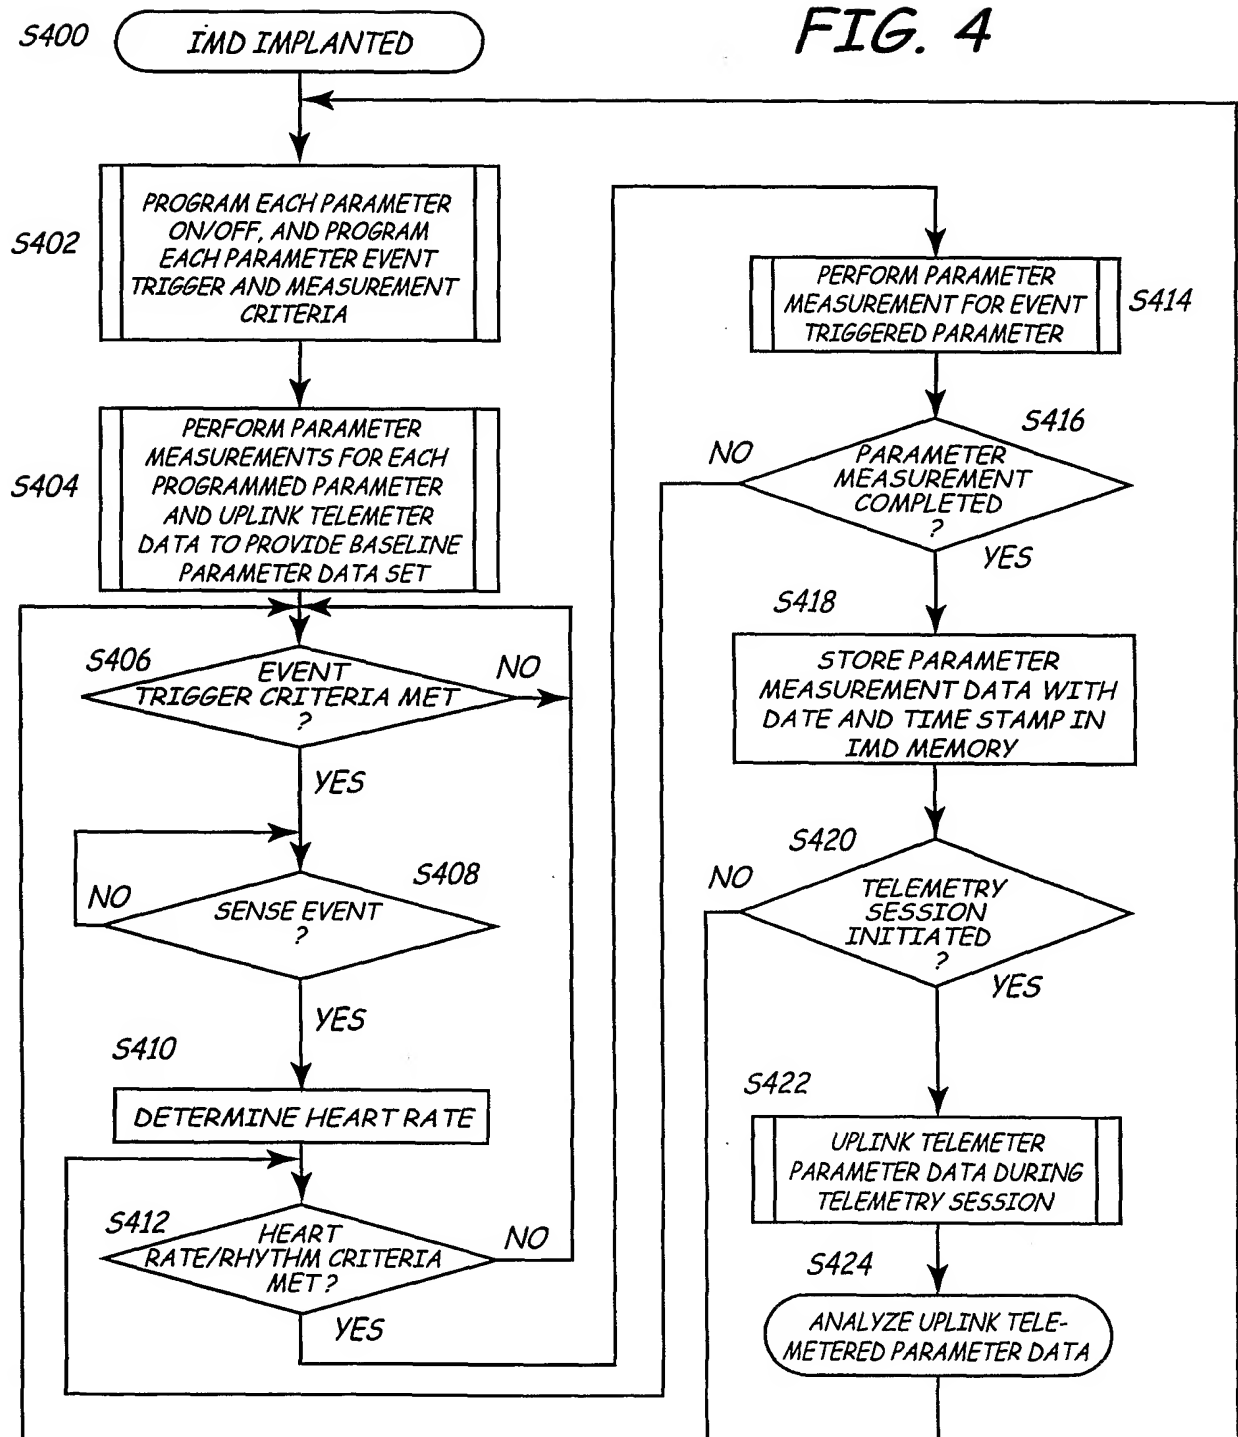 FIG. 4
S400
IMD IMPLANTED
S402
PROGRAM EACH PARAMETER
ON/OFF, AND PROGRAM
EACH PARAMETER EVENT
TRIGGER AND MEASUREMENT
CRITERIA
S404
PERFORM PARAMETER
MEASUREMENTS FOR EACH
PROGRAMMED PARAMETER
AND UPLINK TELEMETER
DATA TO PROVIDE BASELINE
PARAMETER DATA SET
S406
EVENT
TRIGGER CRITERIA MET
?
NO
YES
S408
SENSE EVENT
?
NO
YES
S410
DETERMINE HEART RATE
S412
HEART
RATE/RHYTHM CRITERIA
MET?
NO
YES
PERFORM PARAMETER
MEASUREMENT FOR EVENT
TRIGGERED PARAMETER
S414
S416
PARAMETER
MEASUREMENT
COMPLETED
?
NO
YES
S418
STORE PARAMETER
MEASUREMENT DATA WITH
DATE AND TIME STAMP IN
IMD MEMORY
S420
TELEMETRY
SESSION
INITIATED
?
NO
YES
S422
UPLINK TELEMETER
PARAMETER DATA DURING
TELEMETRY SESSION
S424
ANALYZE UPLINK TELE-
METERED PARAMETER DATA